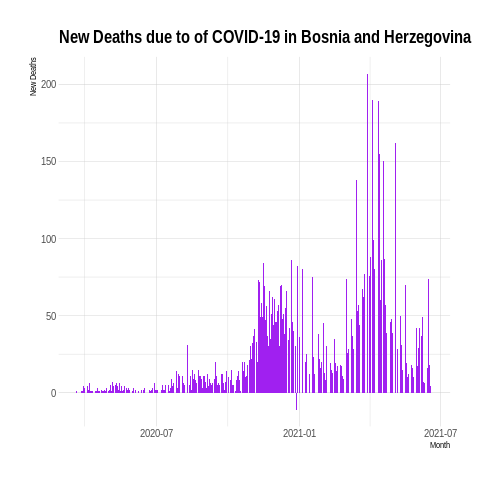 New Deaths due to of COVID-19 in Bosnia and Herzegovina
New Deaths
200
150
100
50
0
2020-07
2021-01
2021-07
Month